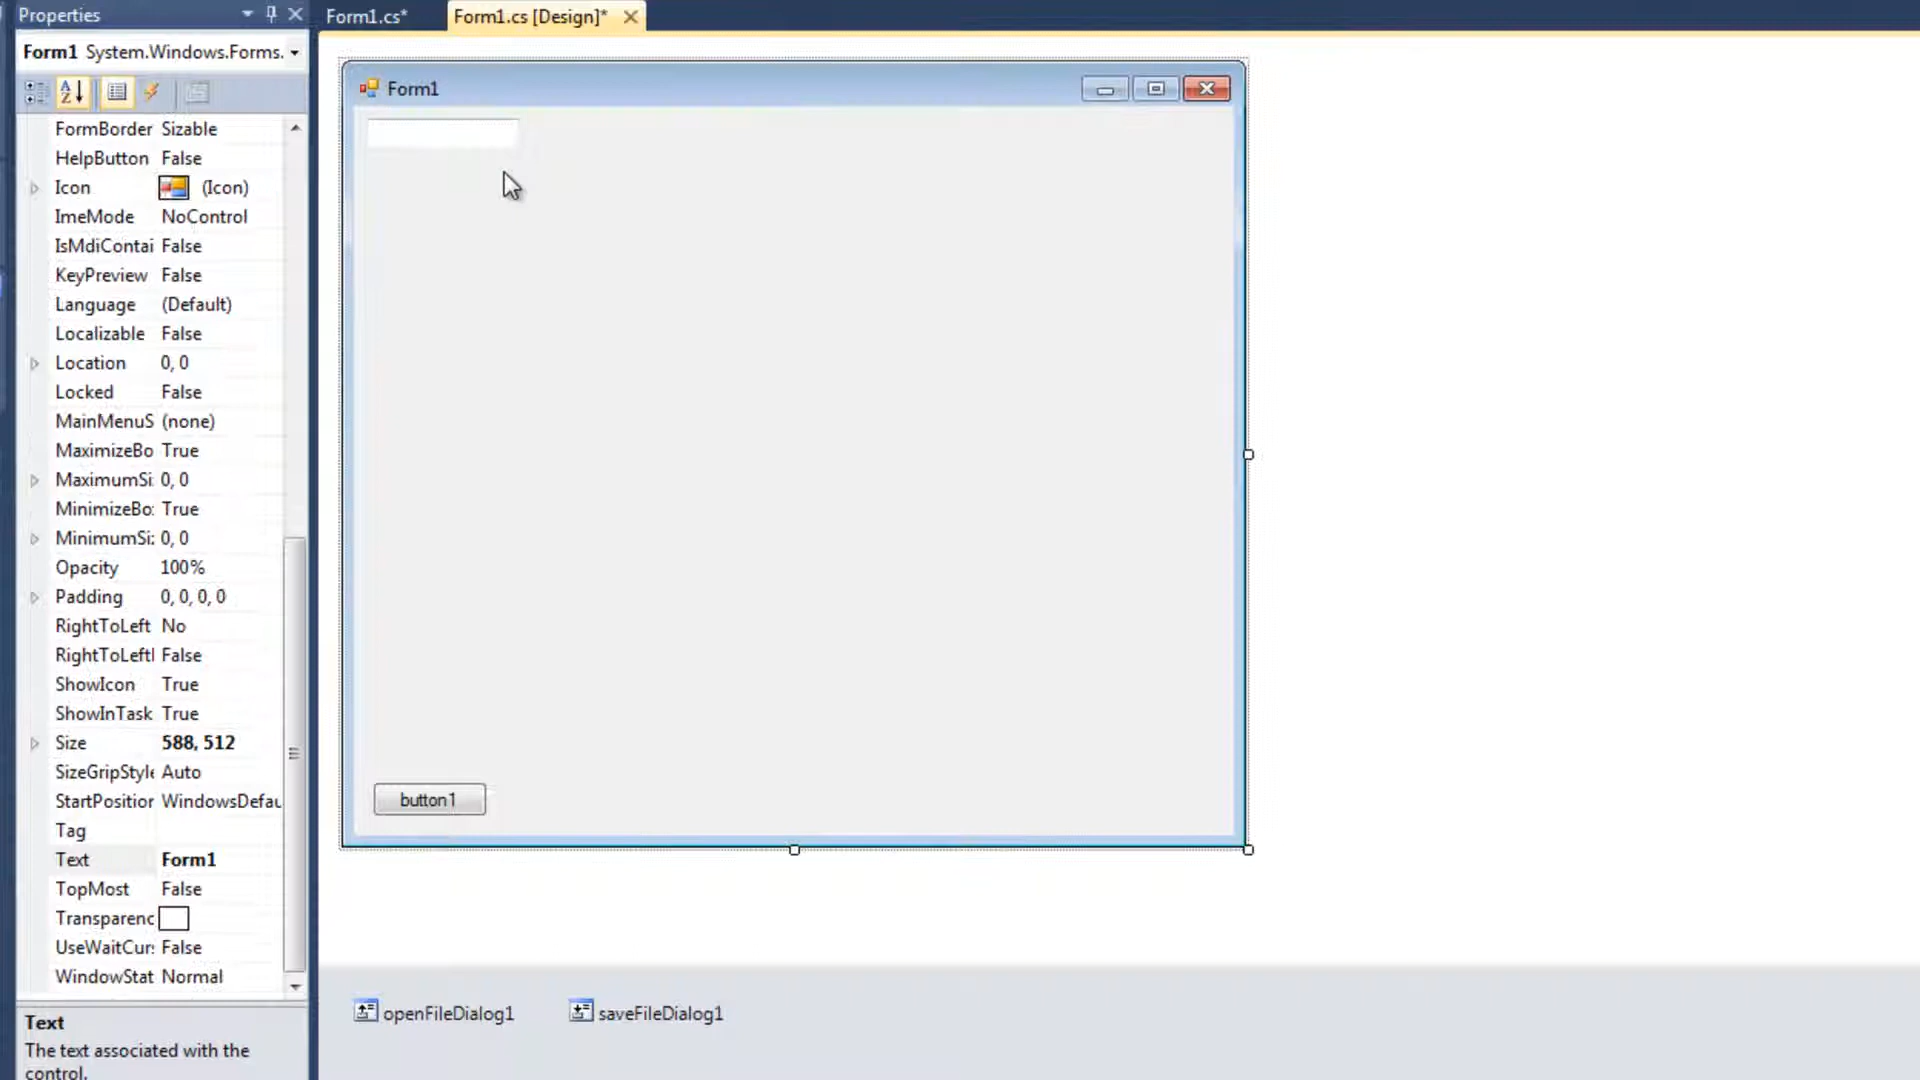 Properties
Form1 System.Windows.Forms.
FormBorder Sizable
HelpButton False
Icon (Icon)
ImeMode NoControl
IsMdiContai False
KeyPreview False
Language (Default)
Localizable False
Location 0, 0
Locked False
MainMenuS (none)
MaximizeBo True
MaximumSi: 0, 0
MinimizeBo: True
MinimumSi: 0, 0
Opacity 100%
Padding 0, 0, 0, 0
RightToLeft No
RightToLeftl False
ShowIcon True
ShowInTask True
Size 588, 512
SizeGripStyle Auto
StartPosition WindowsDefau
Tag
Text Form1
TopMost False
Transparenc
UseWaitCur: False
WindowStat Normal
Text
The text associated with the
control.
Form1.cs*
Form1.cs [Design]*
Form1
button1
openFileDialog1
saveFileDialog1